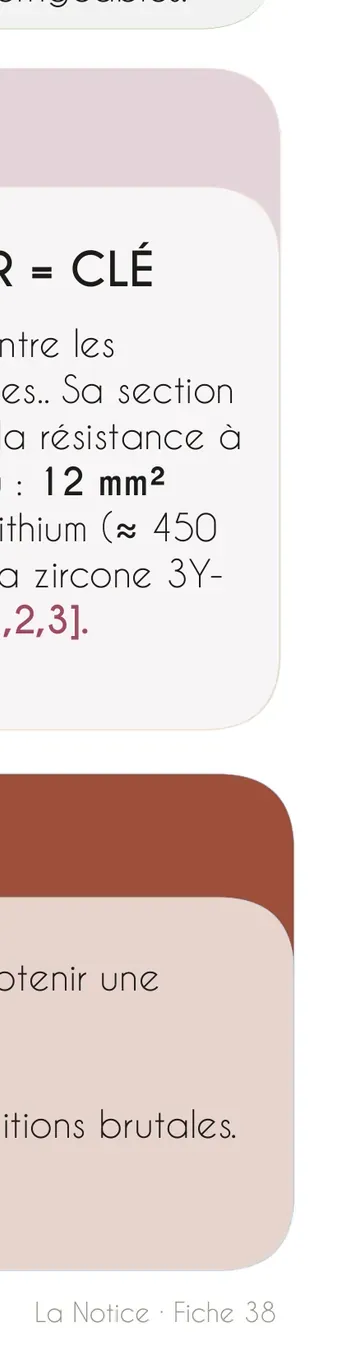 R = CLÉ
ntre les
es.. Sa section
la résistance à
: 12 mm²
ithium (≈ 450
a zircone 3Y-
,2,3].
otenir une
itions brutales.
La Notice · Fiche 38